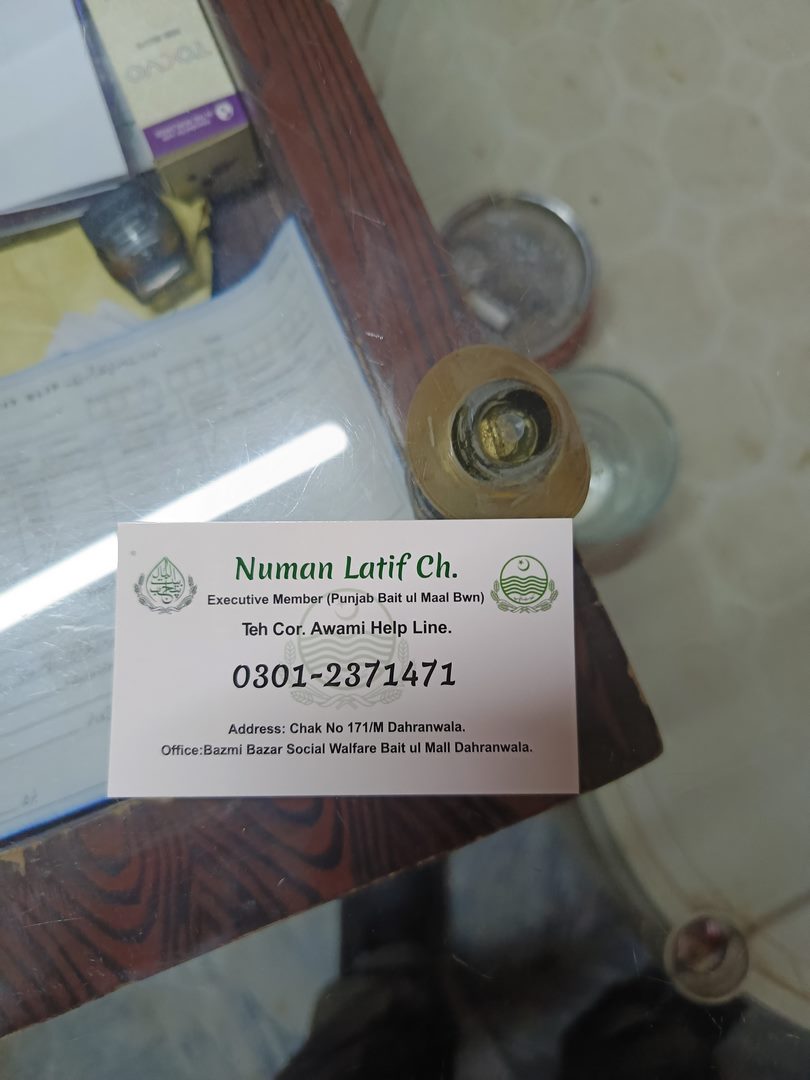 TOKYO
Numan Latif Ch.
Executive Member (Punjab Bait ul Maal Bwn)
Teh Cor. Awami Help Line.
0301-2371471
Address: Chak No 171/M Dahranwala.
Office:Bazmi Bazar Social Walfare Bait ul Mall Dahranwala.